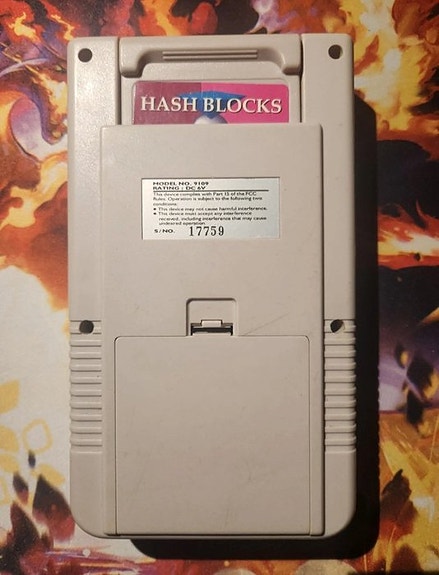 HASH BLOCKS
MODEL NO. 9109
RATING : DC 6V
This device complies with Part 15 of the FCC
Rules. Operation is subject to the following two
conditions:
• This device may not cause harmful interference.
• This device must accept any interference
received, including interference that may cause
undesired operation.
S/NO. 17759